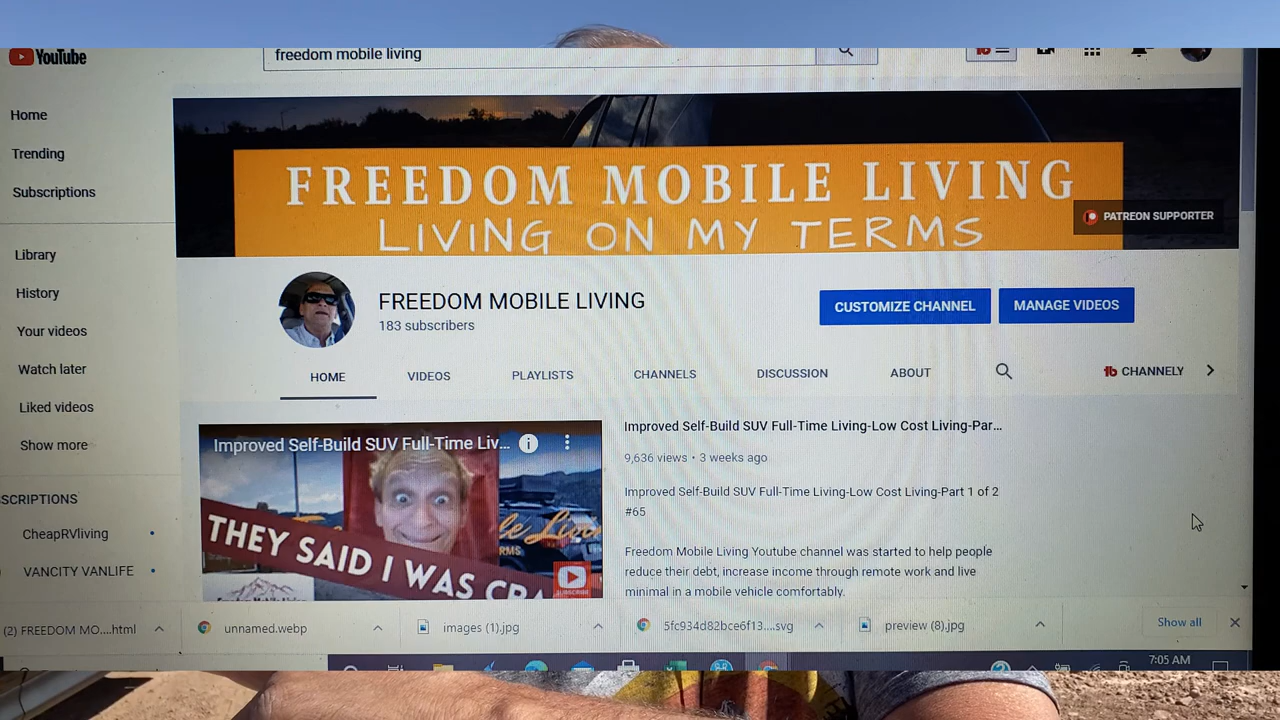 YouTube
freedom mobile living
Home
Trending
Subscriptions
Library
History
Your videos
Watch later
Liked videos
Show more
SCRIPTIONS
CheapRVliving
VANCITY VANLIFE
FREEDOM MOBILE LIVING
LIVING ON MY TERMS
PATREON SUPPORTER
FREEDOM MOBILE LIVING
183 subscribers
CUSTOMIZE CHANNEL
MANAGE VIDEOS
HOME
VIDEOS
PLAYLISTS
CHANNELS
DISCUSSION
ABOUT
CHANNELY
Improved Self-Build SUV Full-Time Liv...
THEY SAID I WAS CRA
le Livin
RMS
SUBSCRIBE
Improved Self-Build SUV Full-Time Living-Low Cost Living-Par...
9,636 views • 3 weeks ago
Improved Self-Build SUV Full-Time Living-Low Cost Living-Part 1 of 2
#65
Freedom Mobile Living Youtube channel was started to help people
reduce their debt, increase income through remote work and live
minimal in a mobile vehicle comfortably.
(2) FREEDOM MO....html
unnamed.webp
images (1).jpg
5fc934d82bce6f13....svg
preview (8).jpg
Show all
7:05 AM